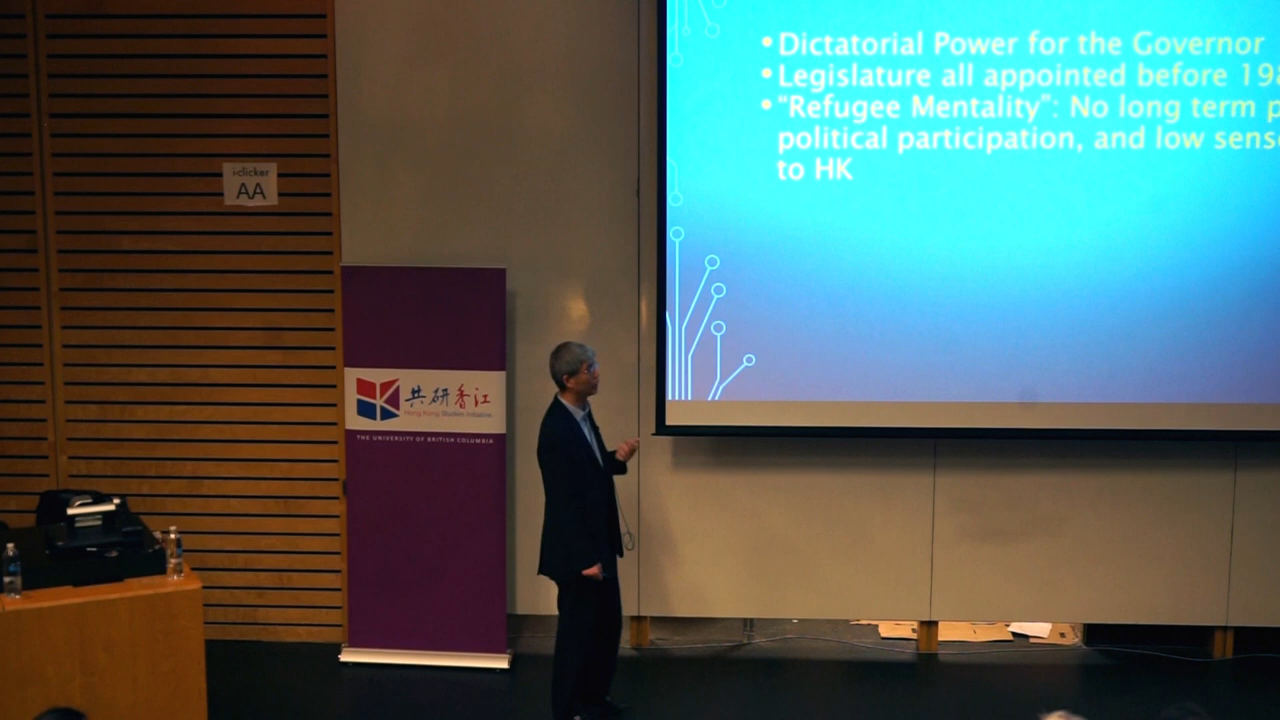 • Dictatorial Power for the Governor
• Legislature all appointed before 19
• "Refugee Mentality": No long term
political participation, and low sens
to HK
i-clicker
AA
共研香江
Hong Kong Studies Initiative
THE UNIVERSITY OF BRITISH COLUMBIA